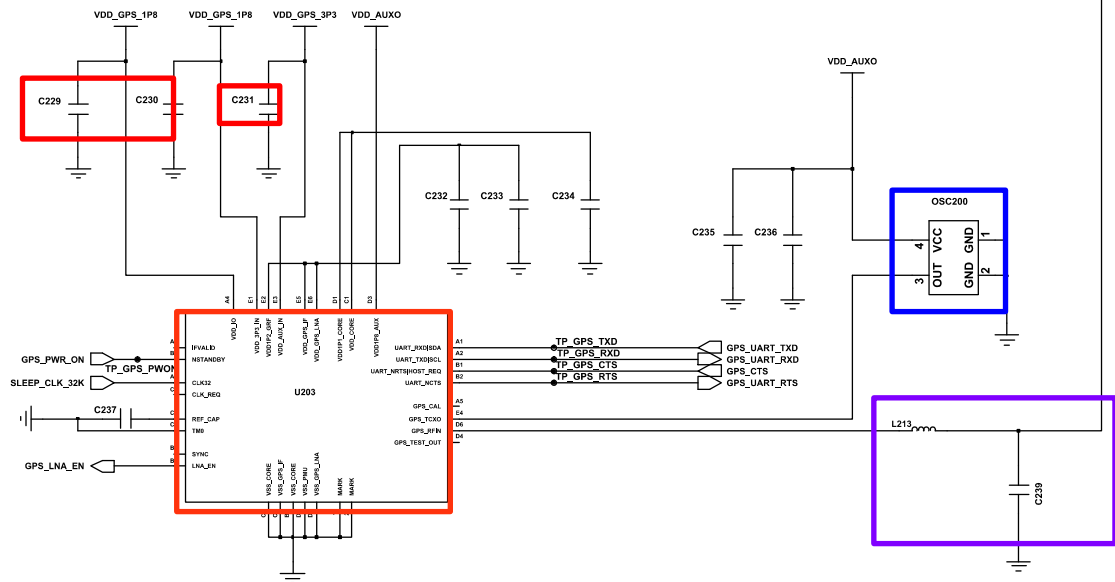 VDD_GPS_1P8
VDD_GPS_1P8
VDD_GPS_3P3
VDD_AUXO
VDD_AUXO
C229
C230
C231
C232
C233
C234
C235
C236
OSC200
4
VCC
GND
1
3
OUT
GND
2
A4
E1
E2
E3
E5
E6
D1
C1
D3
VDD_IO
VDD_3P3_IN
VDD1P2_GRF
VDD_AUX_IN
VDD_GPS_IF
VDD_GPS_LNA
VDD1P1_CORE
VDD_CORE
VDD1P8_AUX
GPS_PWR_ON
TP_GPS_PWON
SLEEP_CLK_32K
C237
GPS_LNA_EN
A
IFVALID
B
NSTANDBY
A
CLK32
C
CLK_REQ
C
REF_CAP
C
TM0
B
SYNC
B
LNA_EN
U203
UART_RXD|SDA
A1
TP_GPS_TXD
GPS_UART_TXD
UART_TXD|SCL
A2
TP_GPS_RXD
GPS_UART_RXD
UART_NRTS|HOST_REQ
B1
TP_GPS_CTS
GPS_CTS
UART_NCTS
B2
TP_GPS_RTS
GPS_UART_RTS
GPS_CAL
A5
GPS_TCXO
E4
GPS_RFIN
D6
GPS_TEST_OUT
D4
L213
C239
VSS_CORE
VSS_GPS_IF
VSS_CORE
VSS_PMU
VSS_GPS_LNA
MARK
MARK